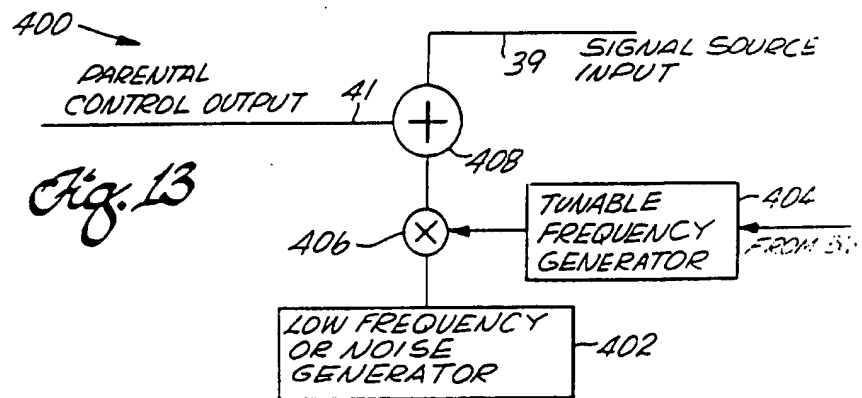 400
39
SIGNAL SOURCE
INPUT
PARENTAL
CONTROL OUTPUT
41
+
408
Fig. 13
406
×
TUNABLE
FREQUENCY
GENERATOR
404
FROM
LOW FREQUENCY
OR NOISE
GENERATOR
402